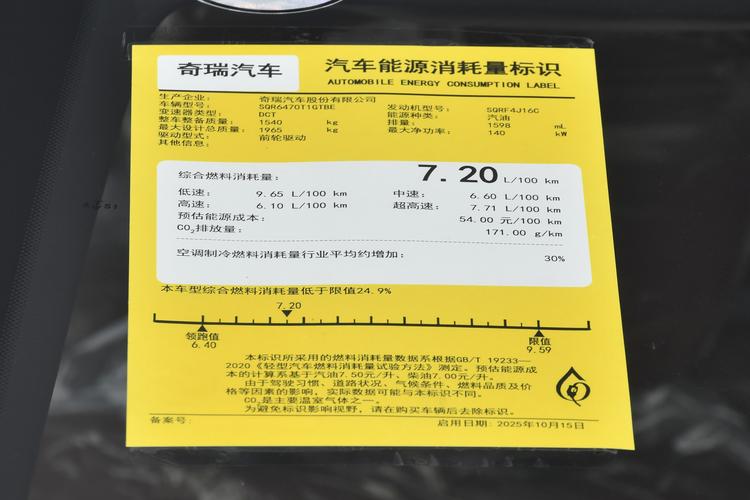 奇瑞汽车
汽车能源消耗量标识
AUTOMOBILE ENERGY CONSUMPTION LABEL
生产企业： 奇瑞汽车股份有限公司
车辆型号： SQR6470T1GTBE 发动机型号： SQRF4J16C
变速器类型： DCT 能源种类： 汽油
整车整备质量： 1540 kg 排量： 1598 mL
最大设计总质量： 1965 kg 最大净功率： 140 kW
驱动型式： 前轮驱动
其他信息：
综合燃料消耗量： 7.20 L/100 km
低速： 9.65 L/100 km 中速： 6.60 L/100 km
高速： 6.10 L/100 km 超高速： 7.71 L/100 km
预估能源成本： 54.00 元/100 km
CO₂排放量： 171.00 g/km
空调制冷燃料消耗量行业平均约增加： 30%
本车型综合燃料消耗量低于限值24.9%
7.20
领跑值 限值
6.40 9.59
本标识所采用的燃料消耗量数据系根据GB/T 19233—
2020《轻型汽车燃料消耗量试验方法》测定。预估能源成
本的计算系基于汽油7.50元/升、柴油7.00元/升。
由于驾驶习惯、道路状况、气候条件、燃料品质及价
格等因素的影响，实际数据可能与本标识不同。
CO₂是主要温室气体之一。
为避免标识影响视野，请在购买车辆后去除标识。
备案号： 启用日期：2025年10月15日